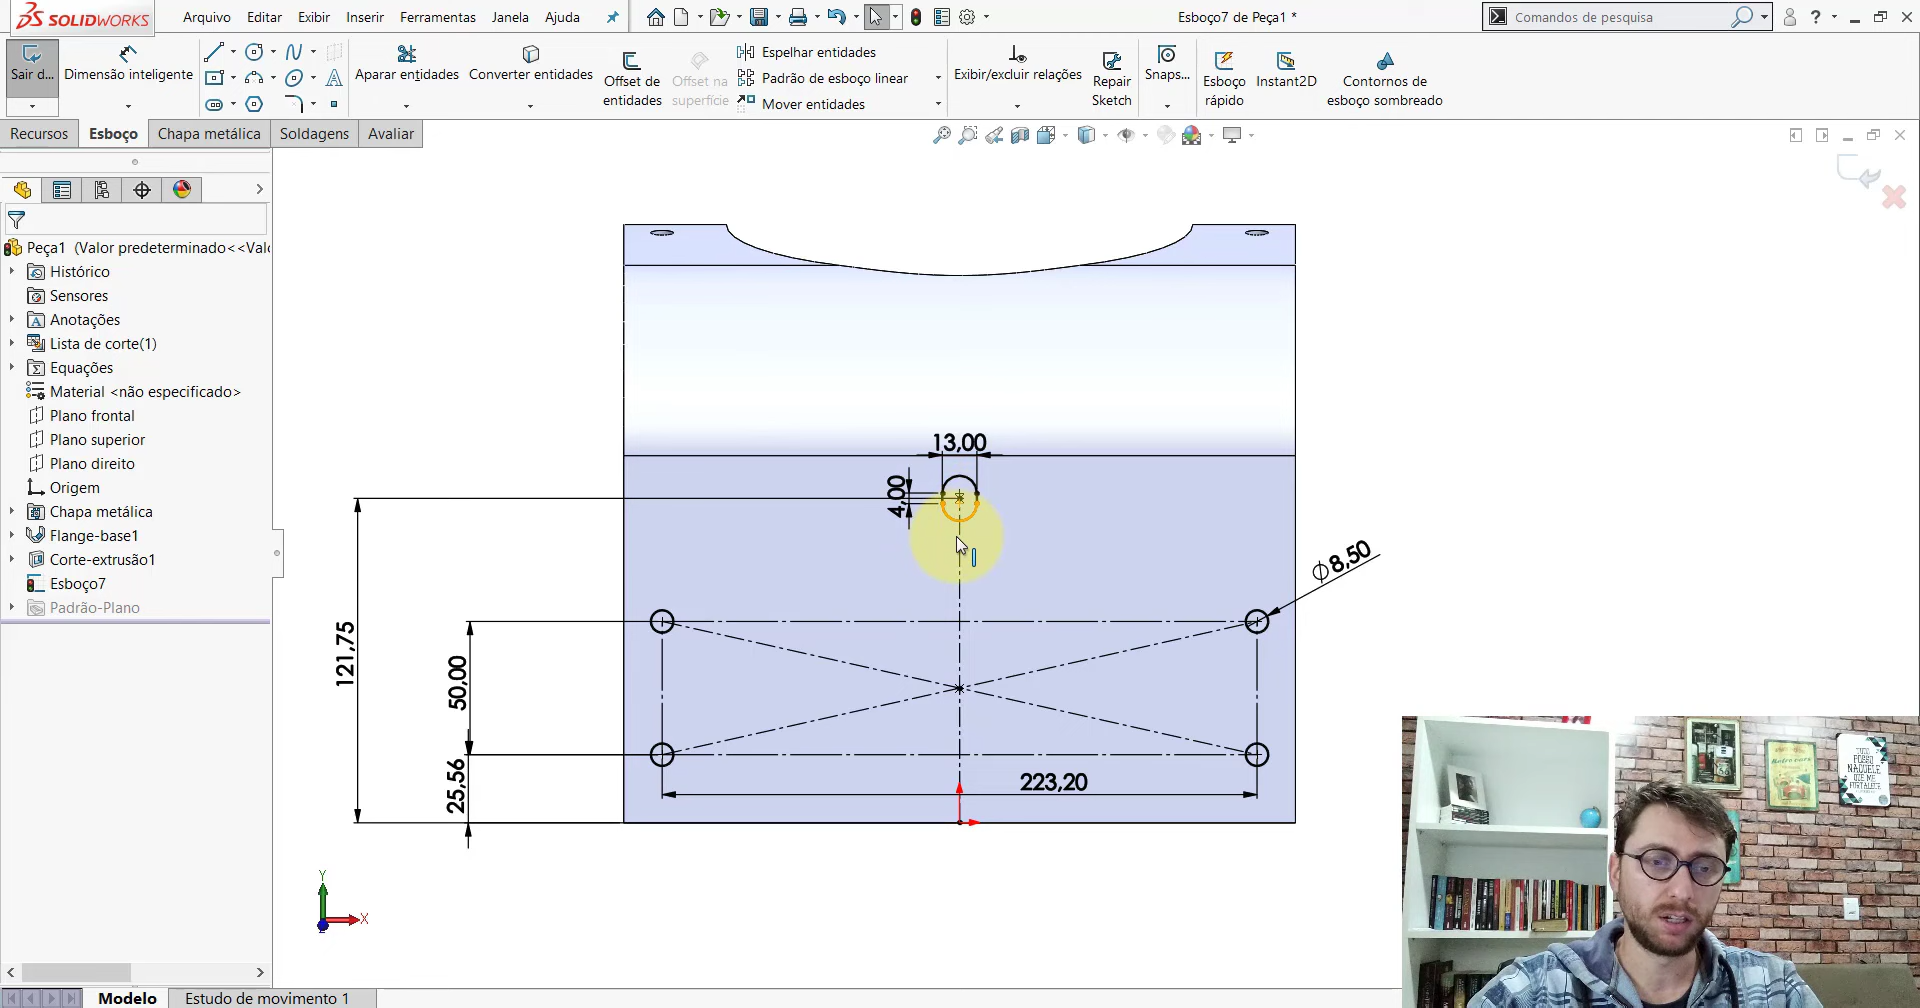 SOLIDWORKS
Arquivo Editar Exibir Inserir Ferramentas Janela Ajuda
Esboço7 de Peça1 *
Comandos de pesquisa
Sair d...
Dimensão inteligente
Aparar entidades
Converter entidades
Offset de
entidades
Offset na
superfície
Espelhar entidades
Padrão de esboço linear
Mover entidades
Exibir/excluir relações
Repair
Sketch
Snaps...
Esboço
rápido
Instant2D
Contornos de
esboço sombreado
Recursos Esboço Chapa metálica Soldagens Avaliar
Peça1 (Valor predeterminado<<Valo
Histórico
Sensores
Anotações
Lista de corte(1)
Equações
Material <não especificado>
Plano frontal
Plano superior
Plano direito
Origem
Chapa metálica
Flange-base1
Corte-extrusão1
Esboço7
Padrão-Plano
13,00
4,00
Φ8,50
121,75
50,00
25,56
223,20
Y
X
Z
Modelo Estudo de movimento 1